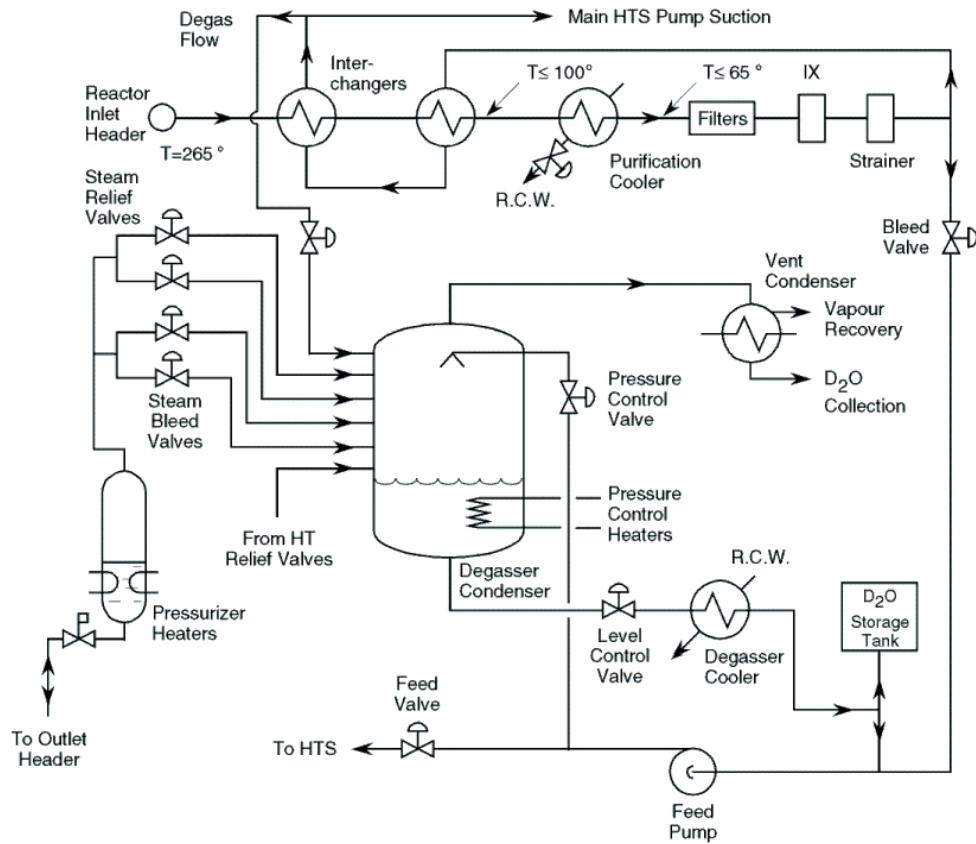 Degas
Flow
Main HTS Pump Suction
Inter-
changers
T≤ 100°
T≤ 65 °
IX
Reactor
Inlet
Header
T=265 °
Filters
Strainer
Purification
Cooler
R.C.W.
Steam
Relief
Valves
Bleed
Valve
Vent
Condenser
Vapour
Recovery
D2O
Collection
Pressure
Control
Valve
Steam
Bleed
Valves
Pressure
Control
Heaters
From HT
Relief Valves
Degasser
Condenser
R.C.W.
D2O
Storage
Tank
Pressurizer
Heaters
Level
Control
Valve
Degasser
Cooler
Feed
Valve
To Outlet
Header
To HTS
Feed
Pump